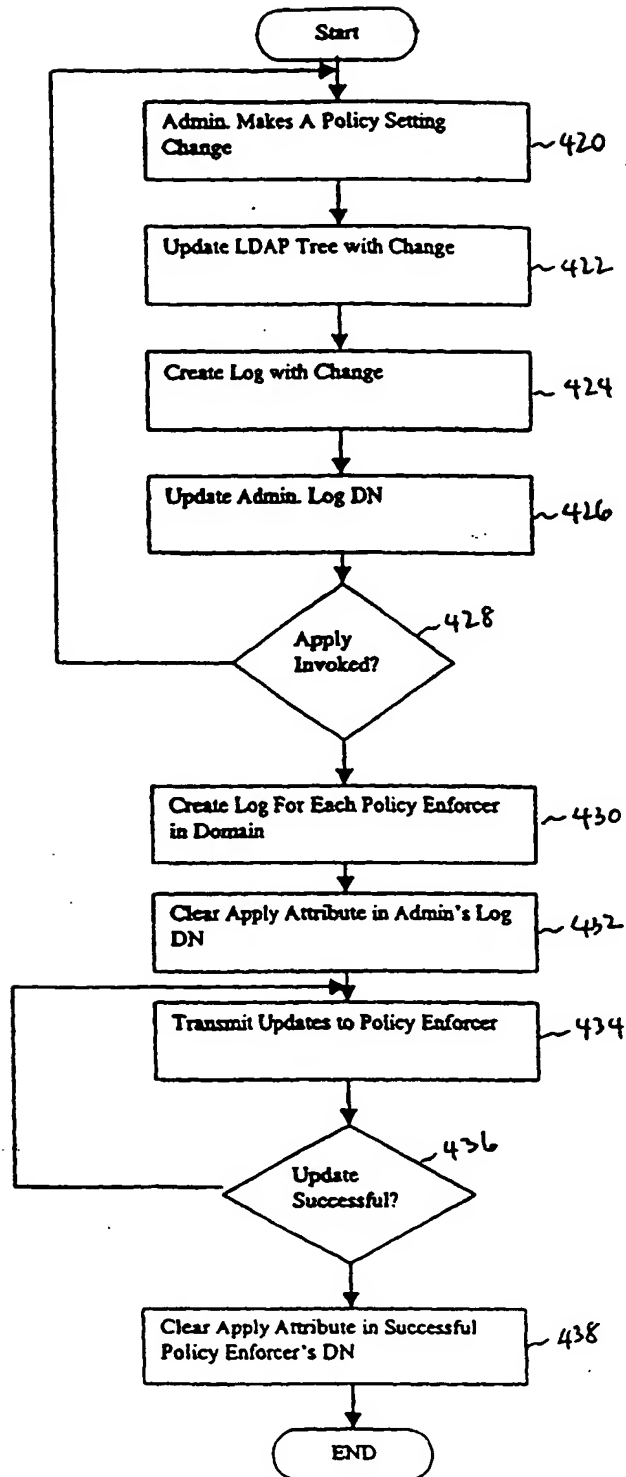 Start
Admin. Makes A Policy Setting
Change
420
Update LDAP Tree with Change
422
Create Log with Change
424
Update Admin. Log DN
426
Apply
Invoked?
428
Create Log For Each Policy Enforcer
in Domain
430
Clear Apply Attribute in Admin's Log
DN
432
Transmit Updates to Policy Enforcer
434
Update
Successful?
436
Clear Apply Attribute in Successful
Policy Enforcer's DN
438
END